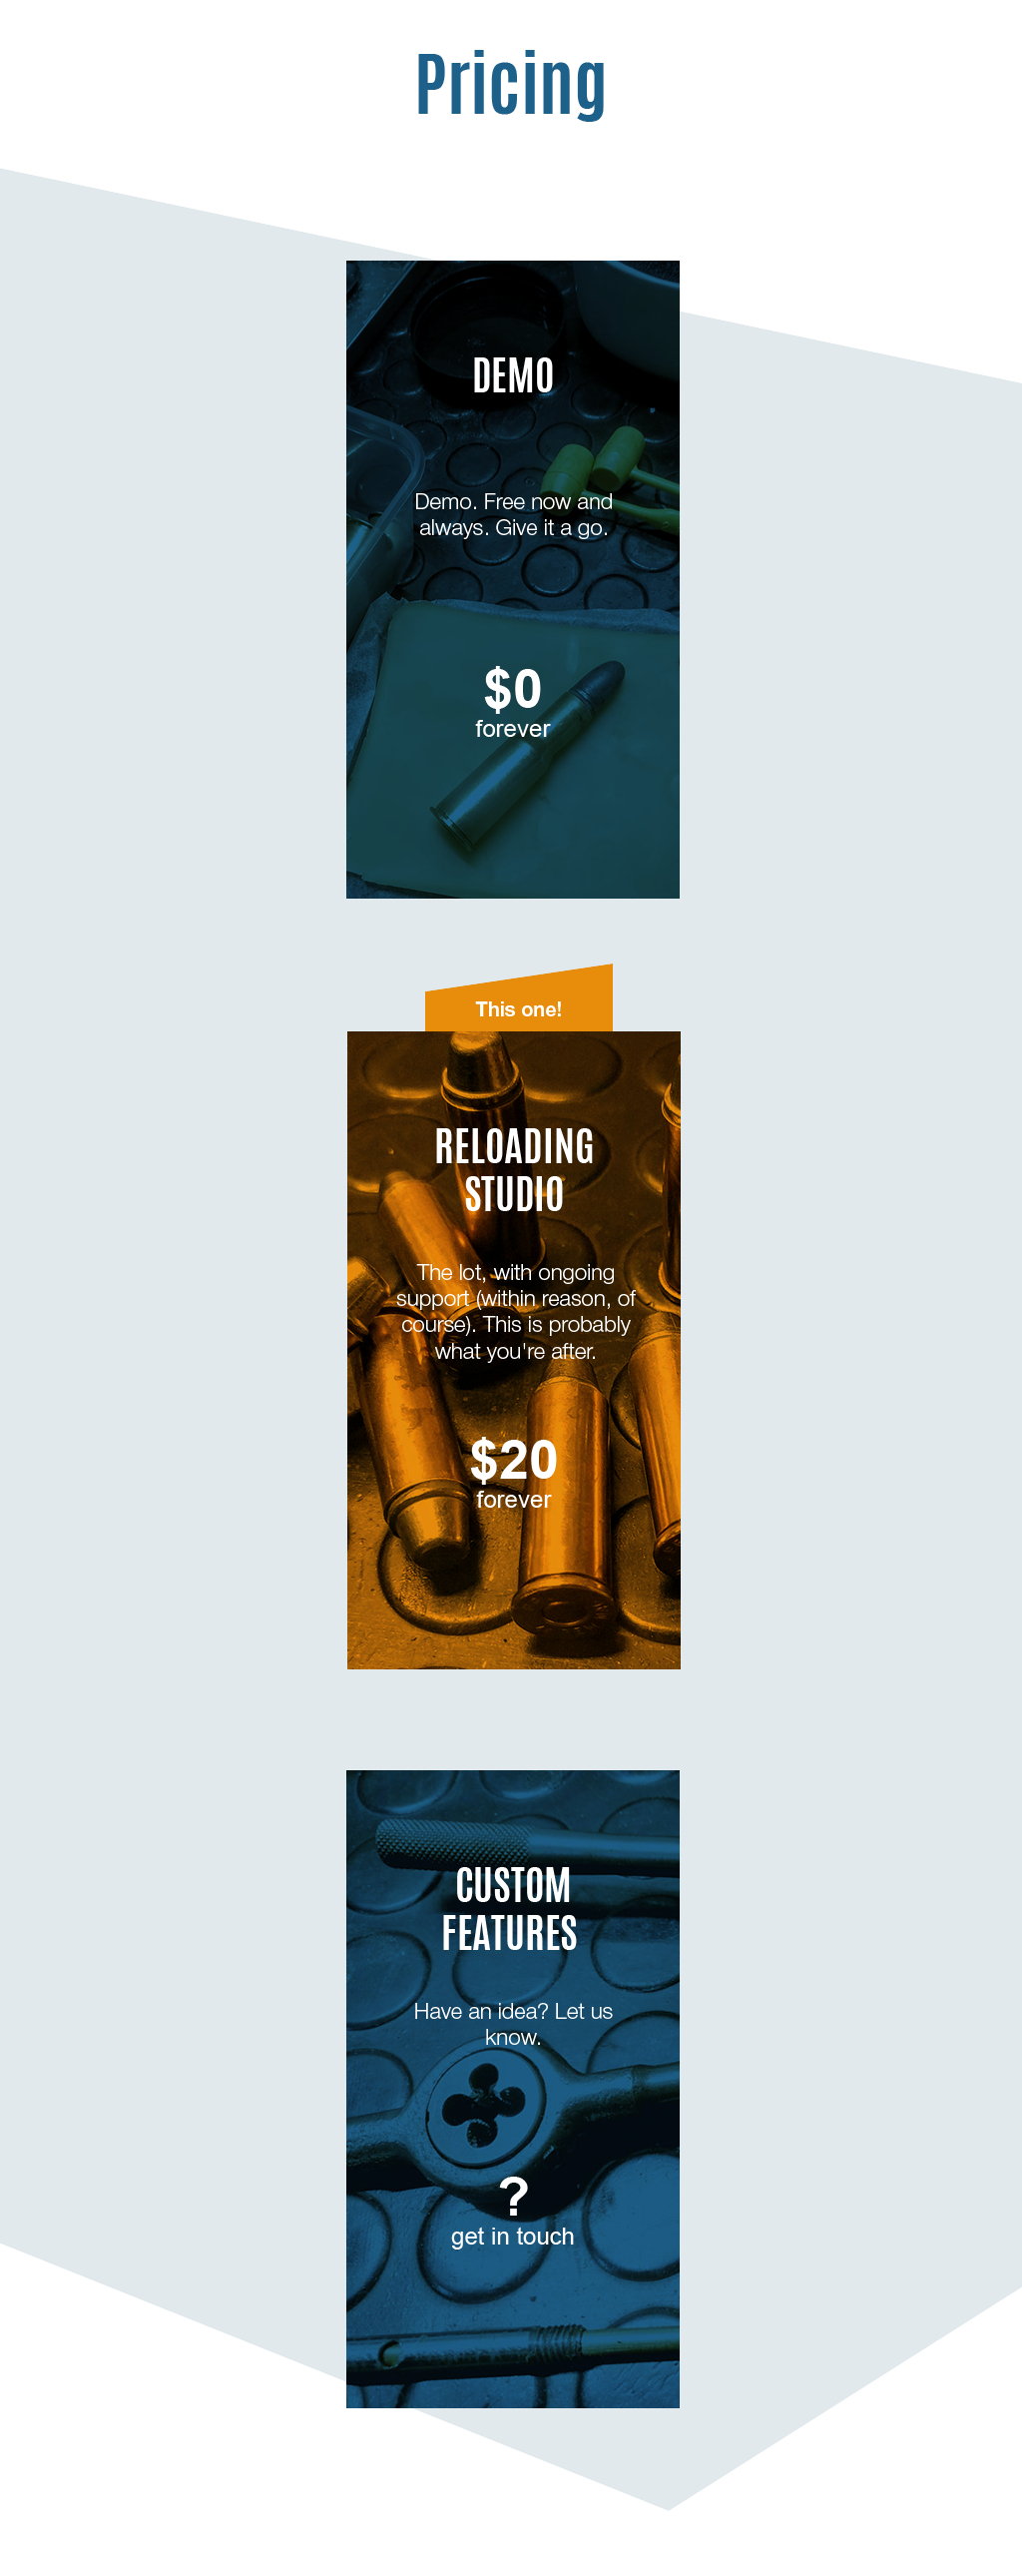 Pricing
DEMO
Demo. Free now and
always. Give it a go.
$0
forever
This one!
RELOADING
STUDIO
The lot, with ongoing
support (within reason, of
course). This is probably
what you're after.
$20
forever
CUSTOM
FEATURES
Have an idea? Let us
know.
?
get in touch